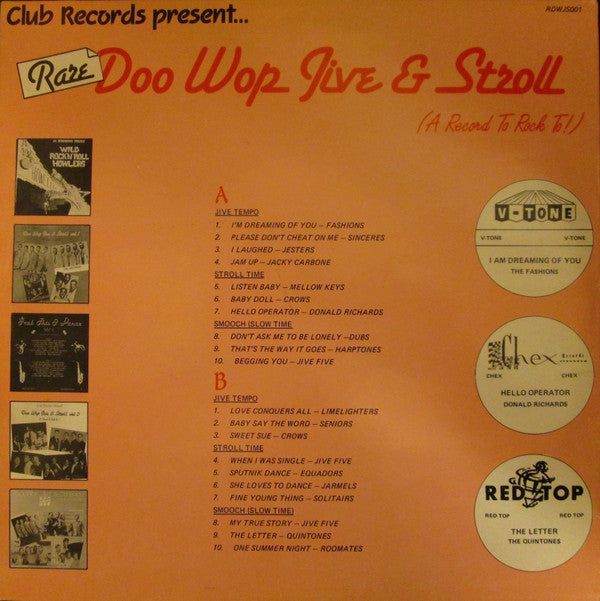 Club Records present...
RDWJS001
Rare Doo Wop Jive & Stroll
(A Record To Rock To!)
WILD
ROCK'N'ROLL
HOWLERS
A
JIVE TEMPO
1. I'M DREAMING OF YOU – FASHIONS
2. PLEASE DON'T CHEAT ON ME – SINCERES
3. I LAUGHED – JESTERS
4. JAM UP – JACKY CARBONE
STROLL TIME
5. LISTEN BABY – MELLOW KEYS
6. BABY DOLL – CROWS
7. HELLO OPERATOR – DONALD RICHARDS
SMOOCH (SLOW TIME
8. DON'T ASK ME TO BE LONELY –DUBS
9. THAT'S THE WAY IT GOES – HARPTONES
10. BEGGING YOU – JIVE FIVE
B
JIVE TEMPO
1. LOVE CONQUERS ALL – LIMELIGHTERS
2. BABY SAY THE WORD – SENIORS
3. SWEET SUE – CROWS
STROLL TIME
4. WHEN I WAS SINGLE – JIVE FIVE
5. SPUTNIK DANCE – EQUADORS
6. SHE LOVES TO DANCE – JARMELS
7. FINE YOUNG THING – SOLITAIRS
SMOOCH (SLOW TIME)
8. MY TRUE STORY – JIVE FIVE
9. THE LETTER – QUINTONES
10. ONE SUMMER NIGHT – ROOMATES
V-TONE
V-TONE V-TONE
I AM DREAMING OF YOU
THE FASHIONS
Chex Records
CHEX CHEX
HELLO OPERATOR
DONALD RICHARDS
RED TOP
RED TOP RED TOP
THE LETTER
THE QUINTONES